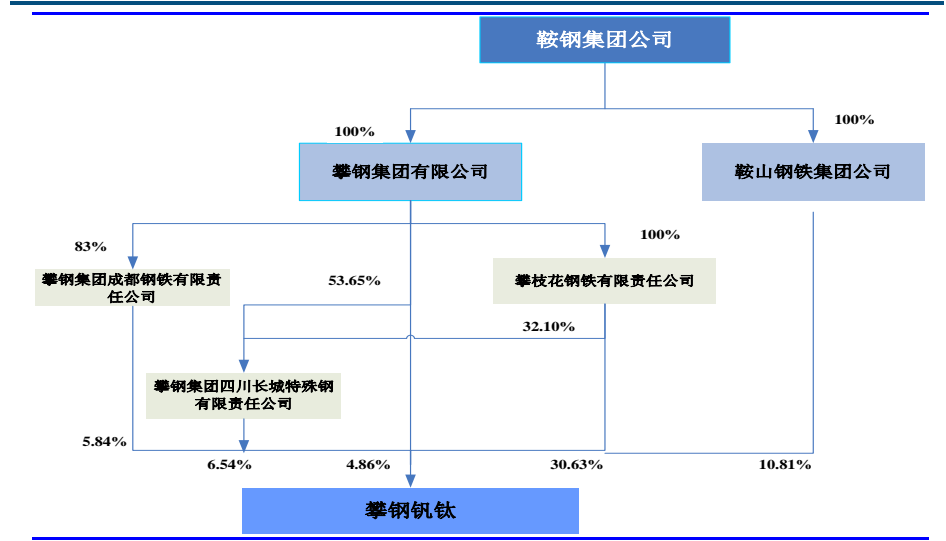 鞍钢集团公司
100%
100%
攀钢集团有限公司
鞍山钢铁集团公司
83%
100%
攀钢集团成都钢铁有限责
任公司
53.65%
攀枝花钢铁有限责任公司
32.10%
攀钢集团四川长城特殊钢
有限责任公司
5.84%
6.54%
4.86%
30.63%
10.81%
攀钢钒钛